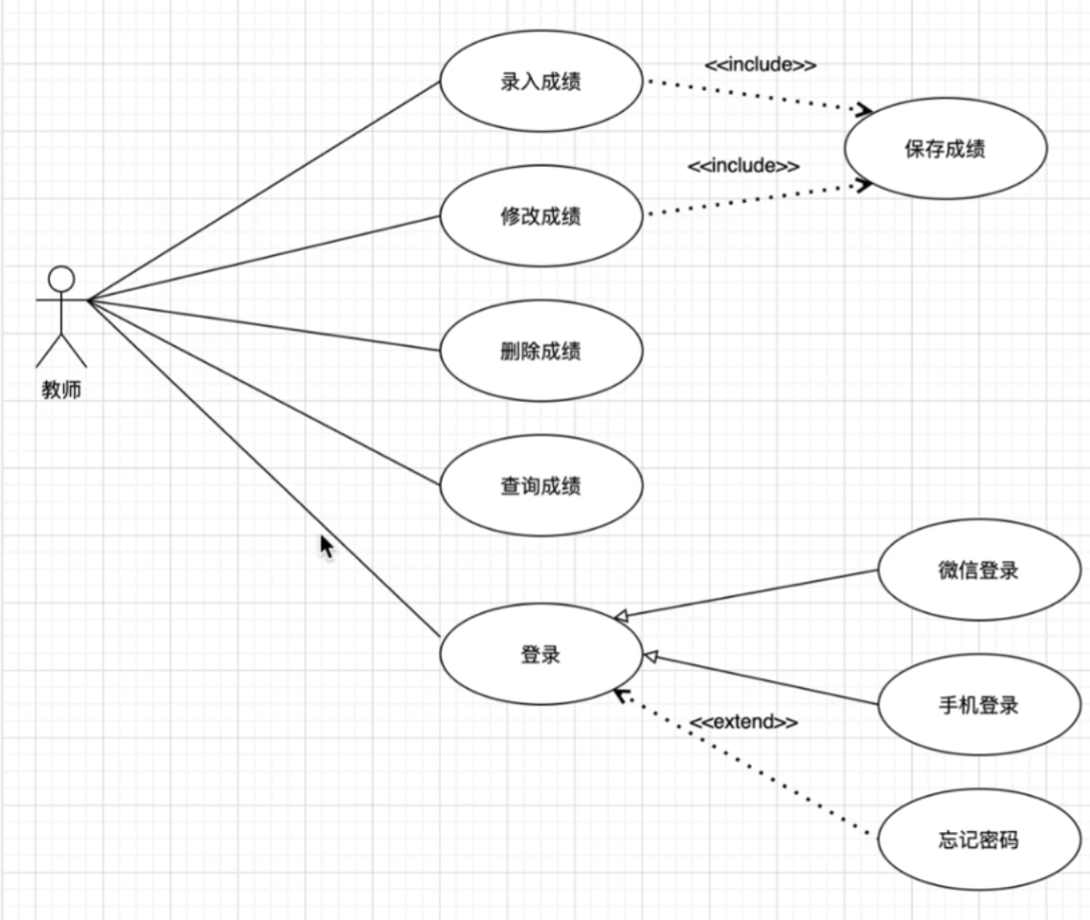 录入成绩
<<include>>
保存成绩
<<include>>
修改成绩
教师
删除成绩
查询成绩
微信登录
登录
手机登录
<<extend>>
忘记密码